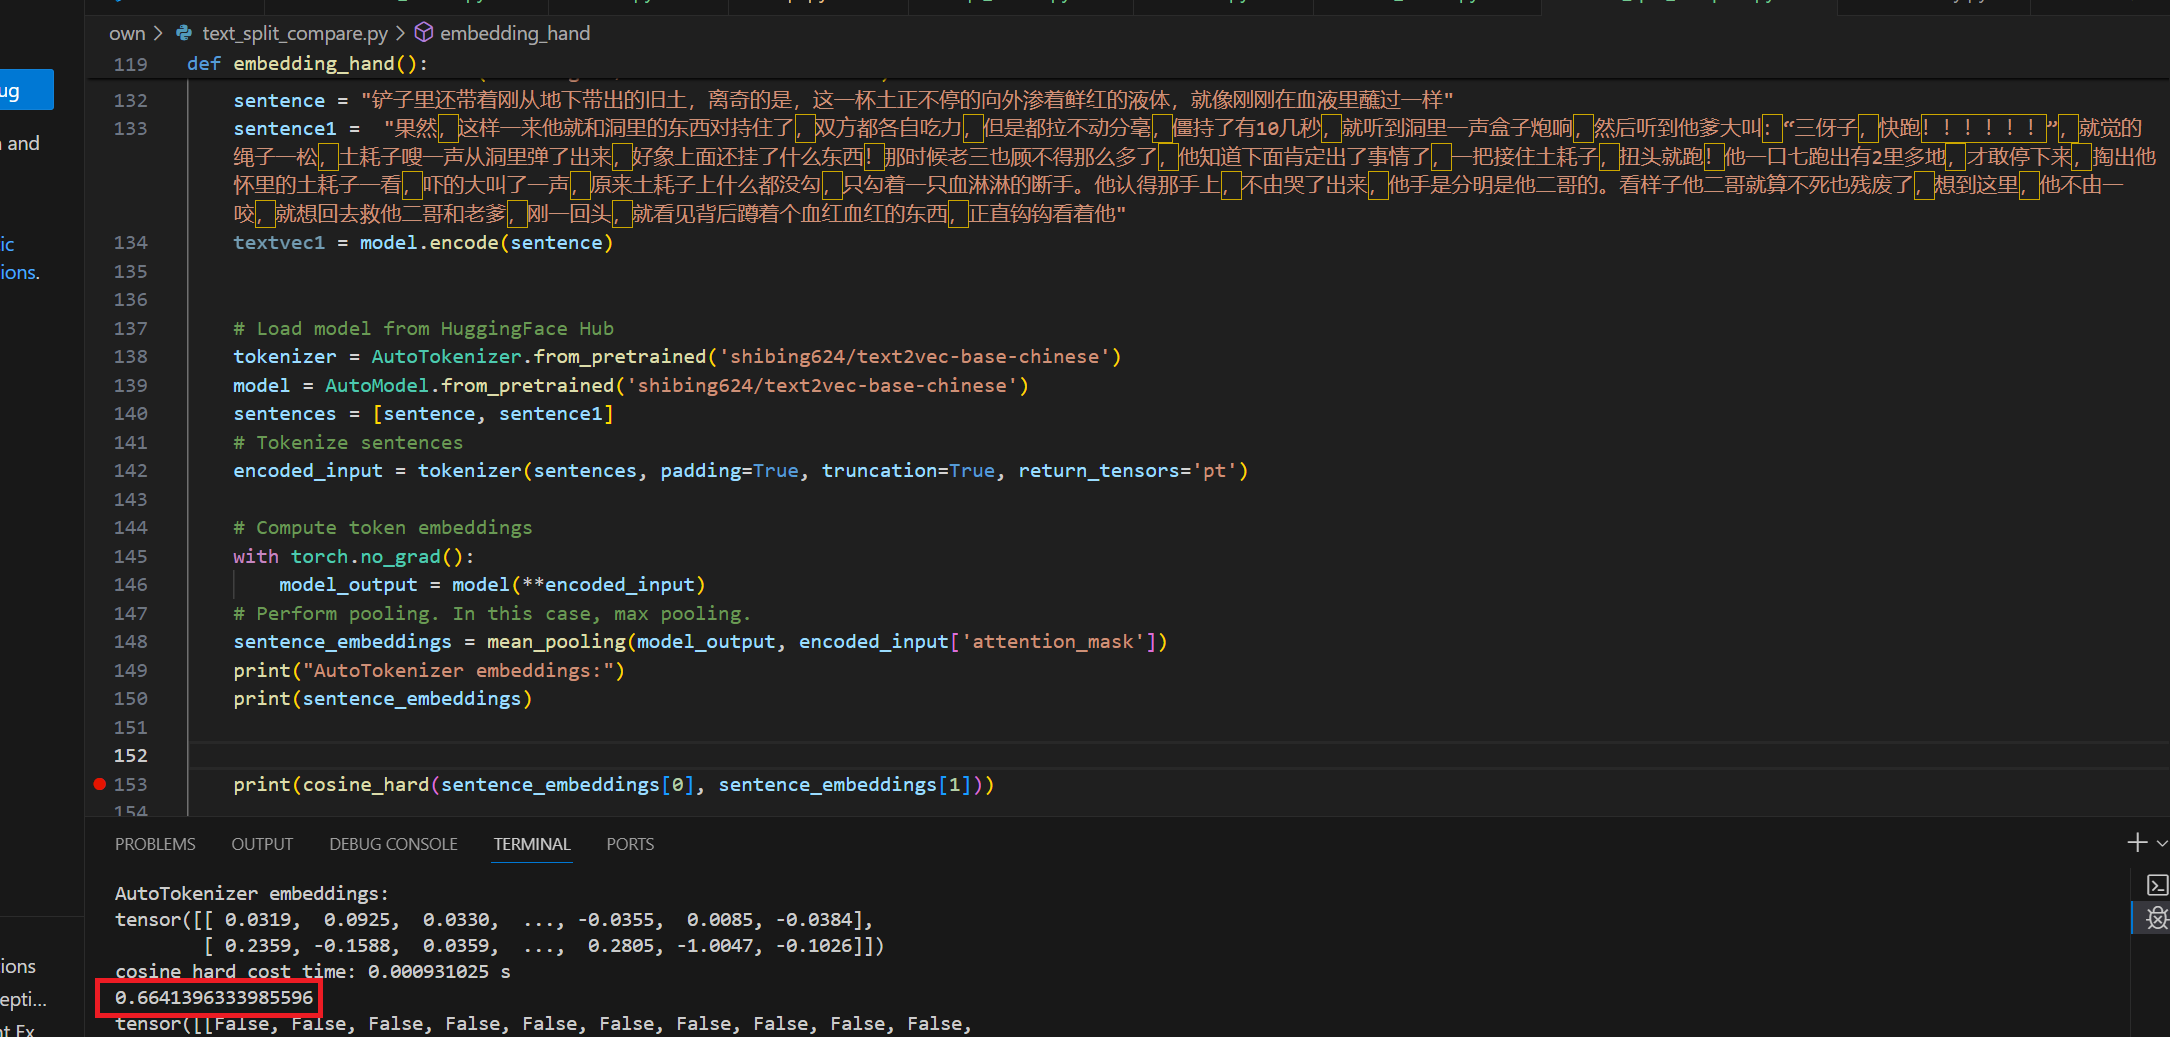 own > text_split_compare.py > embedding_hand
119 def embedding_hand():
ug
132 sentence = "铲子里还带着刚从地下带出的旧土，离奇的是，这一杯土正不停的向外渗着鲜红的液体，就像刚刚在血液里蘸过一样"
133 sentence1 = "果然，这样一来他就和洞里的东西对持住了，双方都各自吃力，但是都拉不动分毫，僵持了有10几秒，就听到洞里一声盒子炮响，然后听到他爹大叫：“三伢子，快跑！！！！！！”，就觉的
绳子一松，土耗子嗖一声从洞里弹了出来，好象上面还挂了什么东西！那时候老三也顾不得那么多了，他知道下面肯定出了事情了，一把接住土耗子，扭头就跑！他一口七跑出有2里多地，才敢停下来，掏出他
怀里的土耗子一看，吓的大叫了一声，原来土耗子上什么都没勾，只勾着一只血淋淋的断手。他认得那手上，不由哭了出来，他手是分明是他二哥的。看样子他二哥就算不死也残废了，想到这里，他不由一
咬，就想回去救他二哥和老爹，刚一回头，就看见背后蹲着个血红血红的东西，正直钩钩看着他"
and
134 textvec1 = model.encode(sentence)
tic
135
ions.
136
137 # Load model from HuggingFace Hub
138 tokenizer = AutoTokenizer.from_pretrained('shibing624/text2vec-base-chinese')
139 model = AutoModel.from_pretrained('shibing624/text2vec-base-chinese')
140 sentences = [sentence, sentence1]
141 # Tokenize sentences
142 encoded_input = tokenizer(sentences, padding=True, truncation=True, return_tensors='pt')
143
144 # Compute token embeddings
145 with torch.no_grad():
146 model_output = model(**encoded_input)
147 # Perform pooling. In this case, max pooling.
148 sentence_embeddings = mean_pooling(model_output, encoded_input['attention_mask'])
149 print("AutoTokenizer embeddings:")
150 print(sentence_embeddings)
151
152
153 print(cosine_hard(sentence_embeddings[0], sentence_embeddings[1]))
154
PROBLEMS OUTPUT DEBUG CONSOLE TERMINAL PORTS
AutoTokenizer embeddings:
tensor([[ 0.0319, 0.0925, 0.0330, ..., -0.0355, 0.0085, -0.0384],
[ 0.2359, -0.1588, 0.0359, ..., 0.2805, -1.0047, -0.1026]])
ions
cosine hard cost time: 0.000931025 s
epti...
0.6641396333985596
tensor([[False, False, False, False, False, False, False, False, False, False,